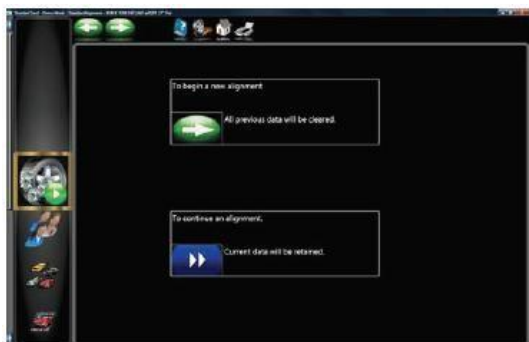 To begin a new alignment
All previous data will be cleared.
To continue an alignment.
Current data will be retained.